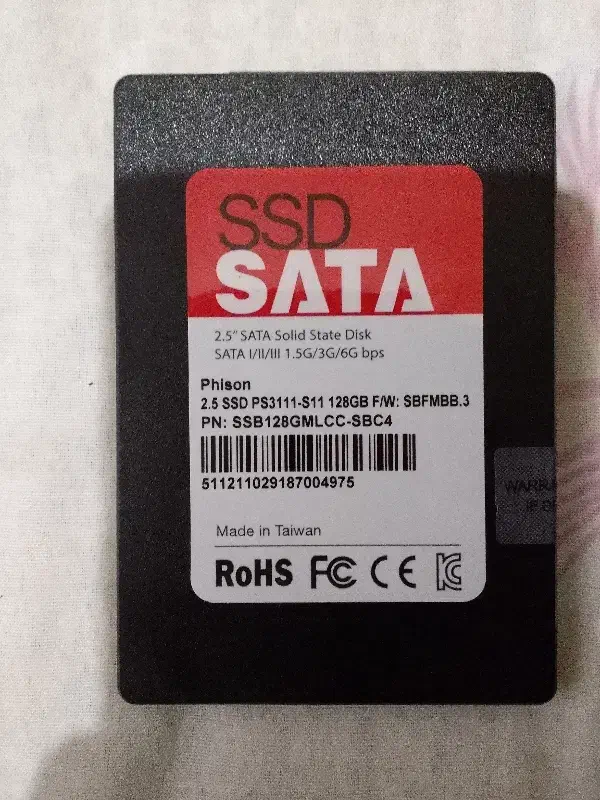 SSD
SATA
2.5" SATA Solid State Disk
SATA I/II/III 1.5G/3G/6G bps
Phison
2.5 SSD PS3111-S11 128GB F/W: SBFMBB.3
PN: SSB128GMLCC-SBC4
511211029187004975
Made in Taiwan
RoHS FC CE
IF